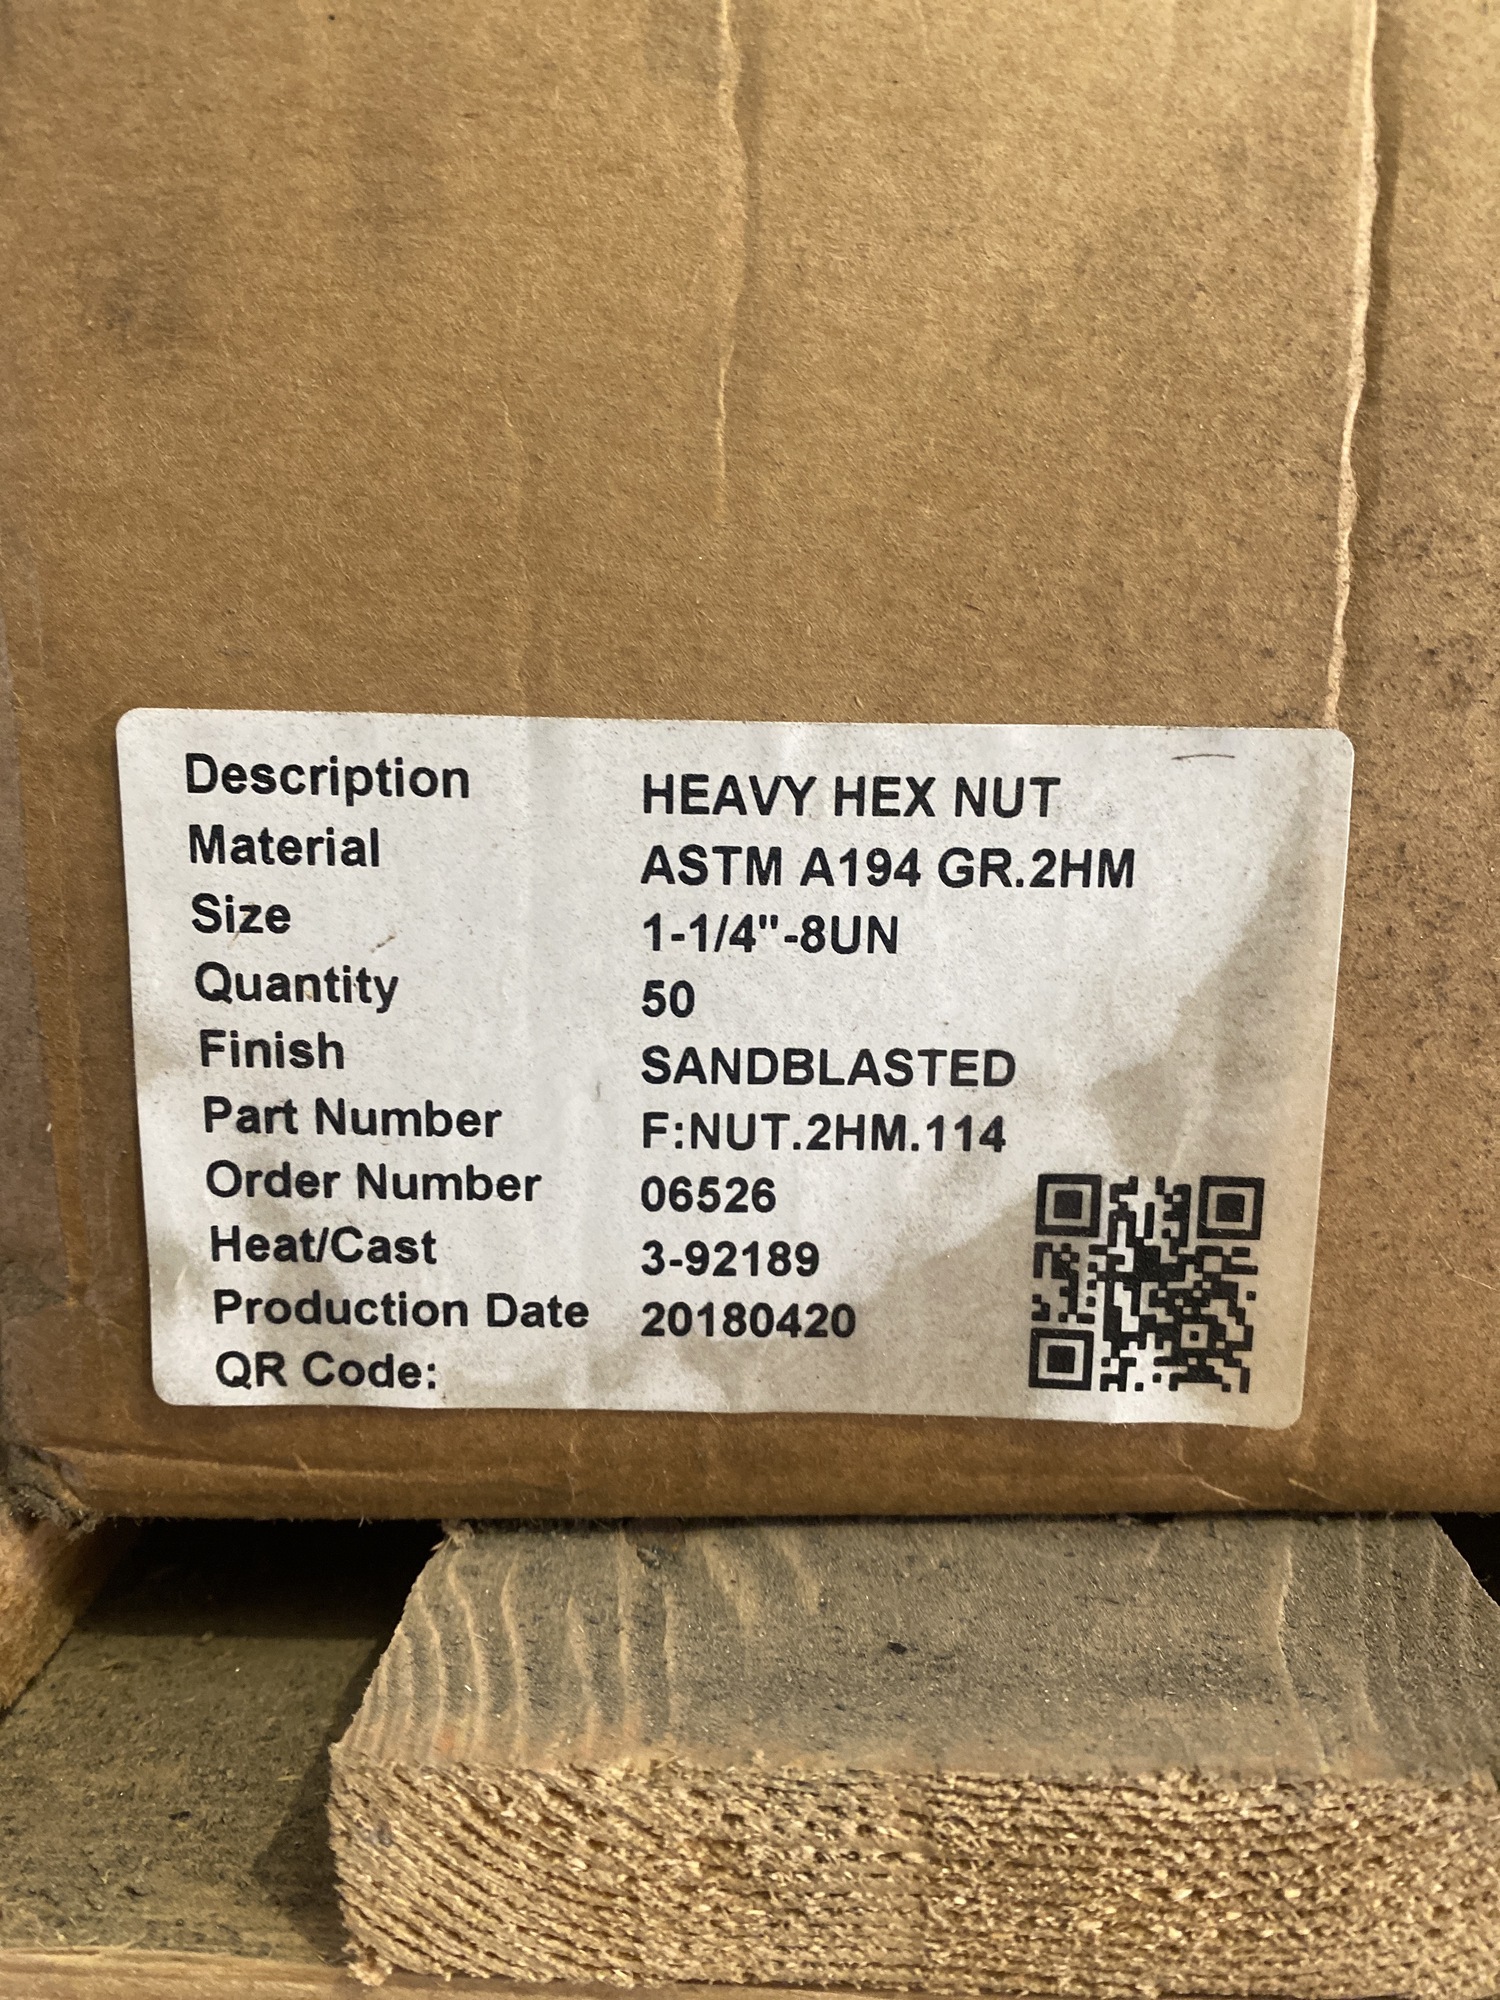 Description HEAVY HEX NUT
Material ASTM A194 GR.2HM
Size 1-1/4"-8UN
Quantity 50
Finish SANDBLASTED
Part Number F:NUT.2HM.114
Order Number 06526
Heat/Cast 3-92189
Production Date 20180420
QR Code: